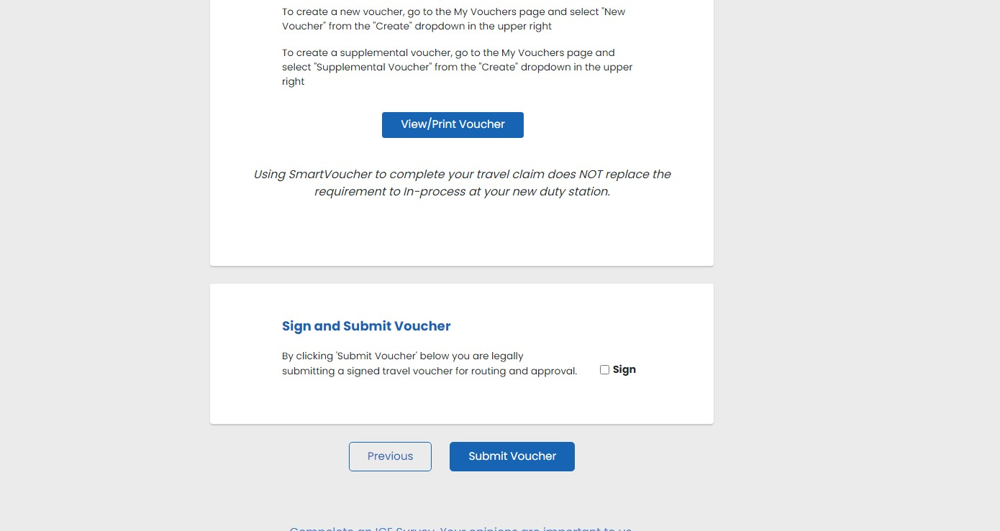 To create a new voucher, go to the My Vouchers page and select "New
Voucher" from the "Create" dropdown in the upper right
To create a supplemental voucher, go to the My Vouchers page and
select "Supplemental Voucher" from the "Create" dropdown in the upper
right
View/Print Voucher
Using SmartVoucher to complete your travel claim does NOT replace the
requirement to In-process at your new duty station.
Sign and Submit Voucher
By clicking 'Submit Voucher' below you are legally
submitting a signed travel voucher for routing and approval.
Sign
Previous
Submit Voucher
Compolete an ICE Survey. Your opinions are important to us